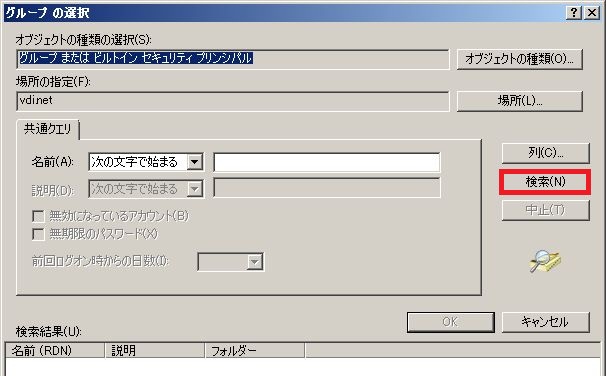 グループ の選択
オブジェクトの種類の選択(S):
グループ または ビルトイン セキュリティ プリンシパル
オブジェクトの種類(O)...
場所の指定(F):
vdi.net
場所(L)...
共通クエリ
名前(A): 次の文字で始まる
説明(D): 次の文字で始まる
無効になっているアカウント(B)
無期限のパスワード(X)
前回ログオン時からの日数(I):
列(C)...
検索(N)
中止(T)
OK
キャンセル
検索結果(U):
名前 (RDN) 説明 フォルダー